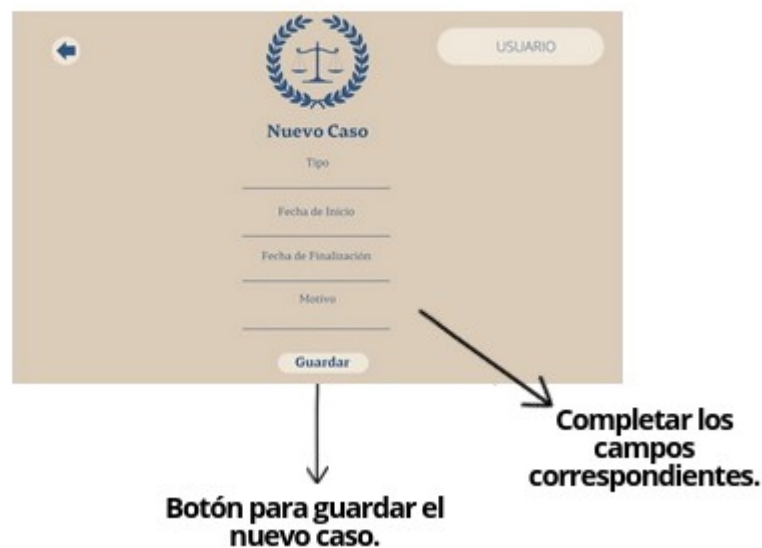 USUARIO
Nuevo Caso
Tipo
Fecha de Inicio
Fecha de Finalización
Motivo
Guardar
Completar los
campos
correspondientes.
Botón para guardar el
nuevo caso.